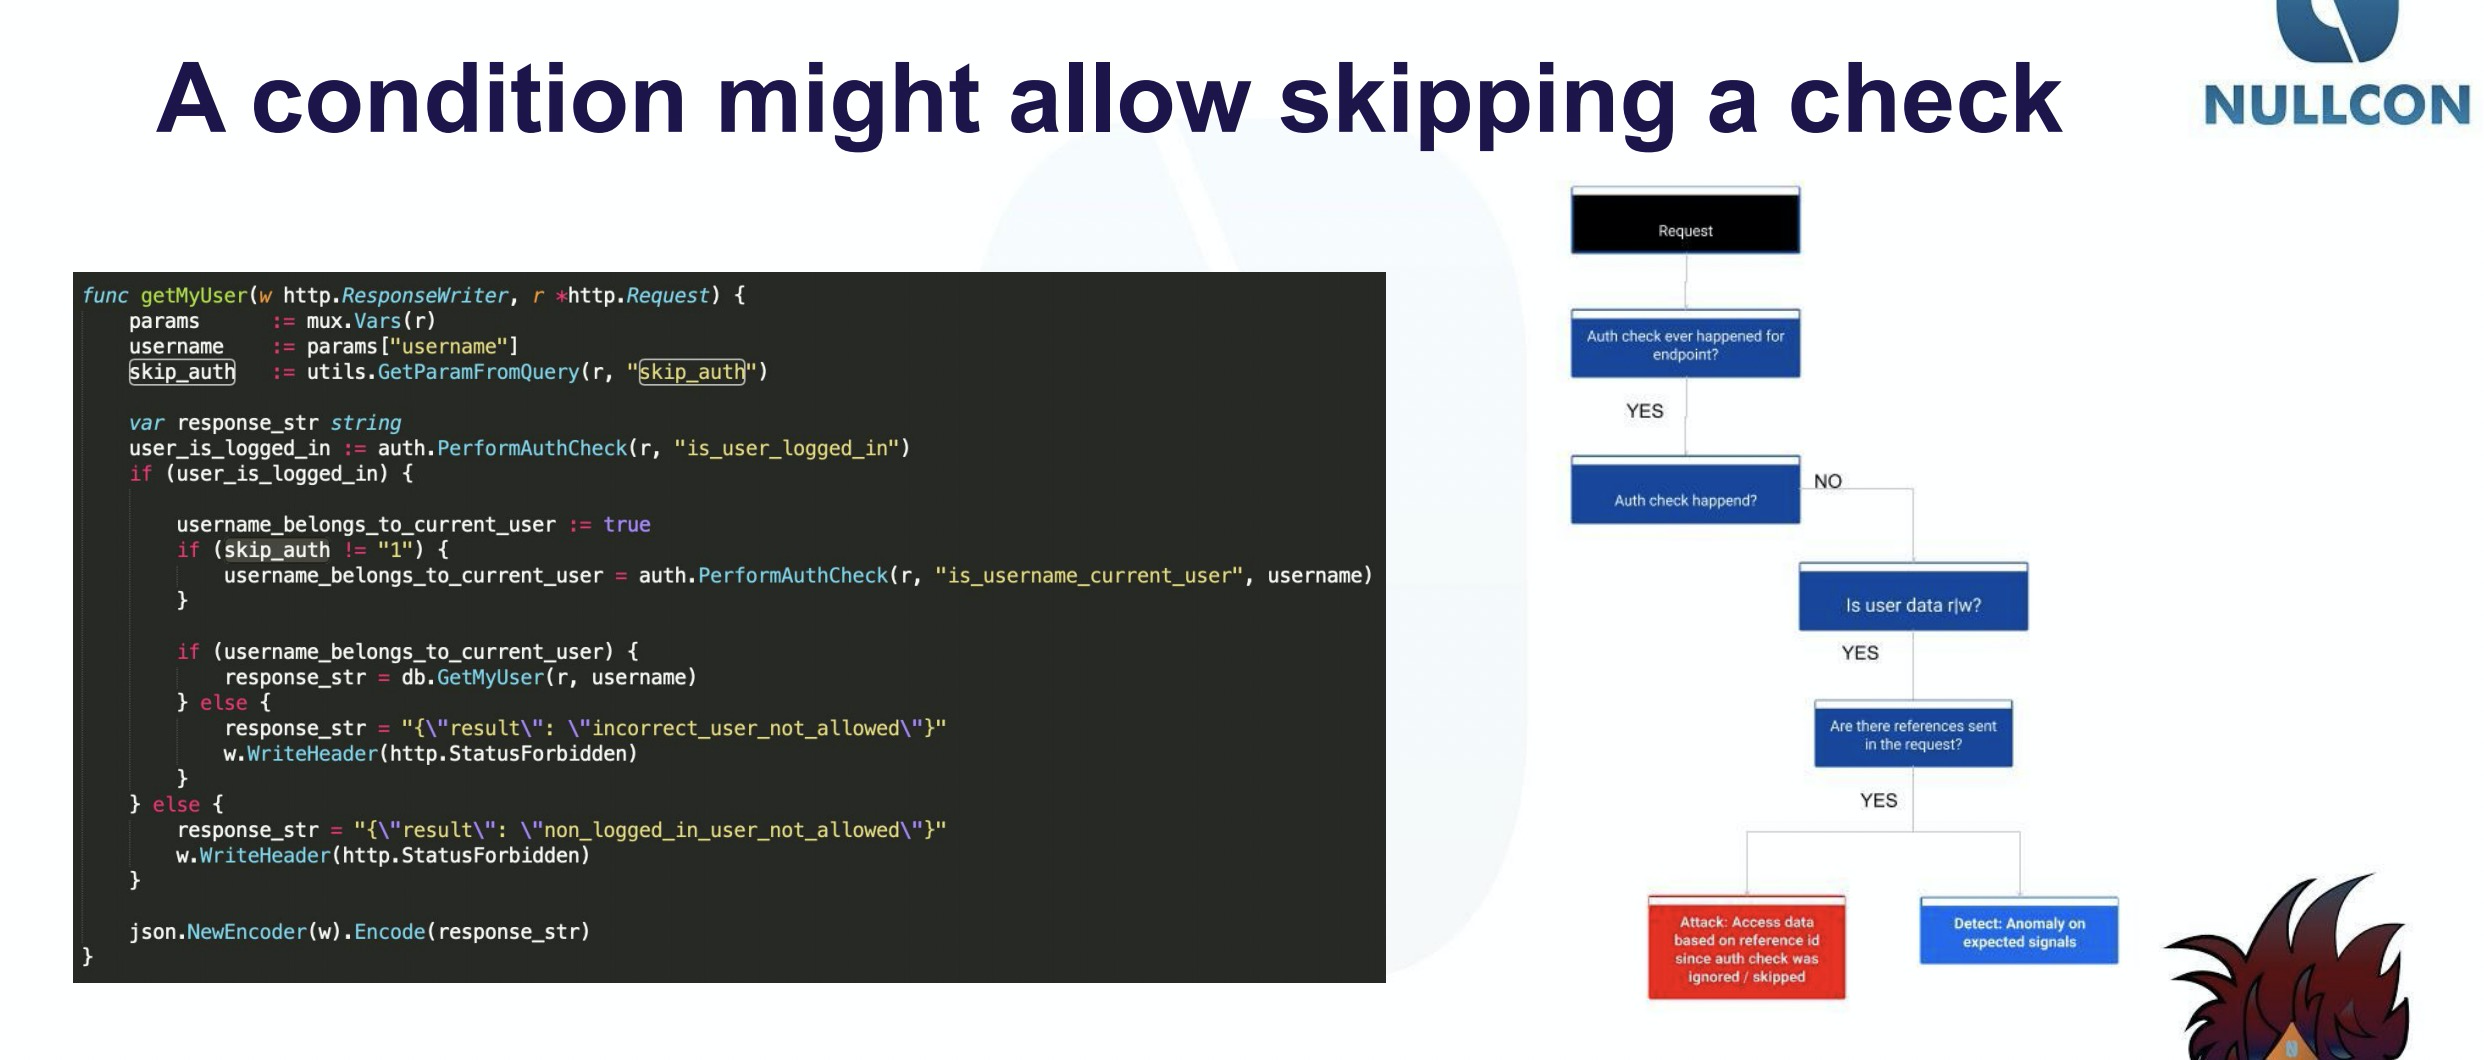 A condition might allow skipping a check
NULLCON
func getMyUser(w http.ResponseWriter, r *http.Request) {
    params      := mux.Vars(r)
    username    := params["username"]
    skip_auth   := utils.GetParamFromQuery(r, "skip_auth")

    var response_str string
    user_is_logged_in := auth.PerformAuthCheck(r, "is_user_logged_in")
    if (user_is_logged_in) {

        username_belongs_to_current_user := true
        if (skip_auth != "1") {
            username_belongs_to_current_user = auth.PerformAuthCheck(r, "is_username_current_user", username)
        }

        if (username_belongs_to_current_user) {
            response_str = db.GetMyUser(r, username)
        } else {
            response_str = "{\"result\": \"incorrect_user_not_allowed\"}"
            w.WriteHeader(http.StatusForbidden)
        }
    } else {
        response_str = "{\"result\": \"non_logged_in_user_not_allowed\"}"
        w.WriteHeader(http.StatusForbidden)
    }

    json.NewEncoder(w).Encode(response_str)
}
Request
Auth check ever happened for
endpoint?
YES
Auth check happend?
NO
Is user data r|w?
YES
Are there references sent
in the request?
YES
Attack: Access data
based on reference id
since auth check was
ignored / skipped
Detect: Anomaly on
expected signals
N